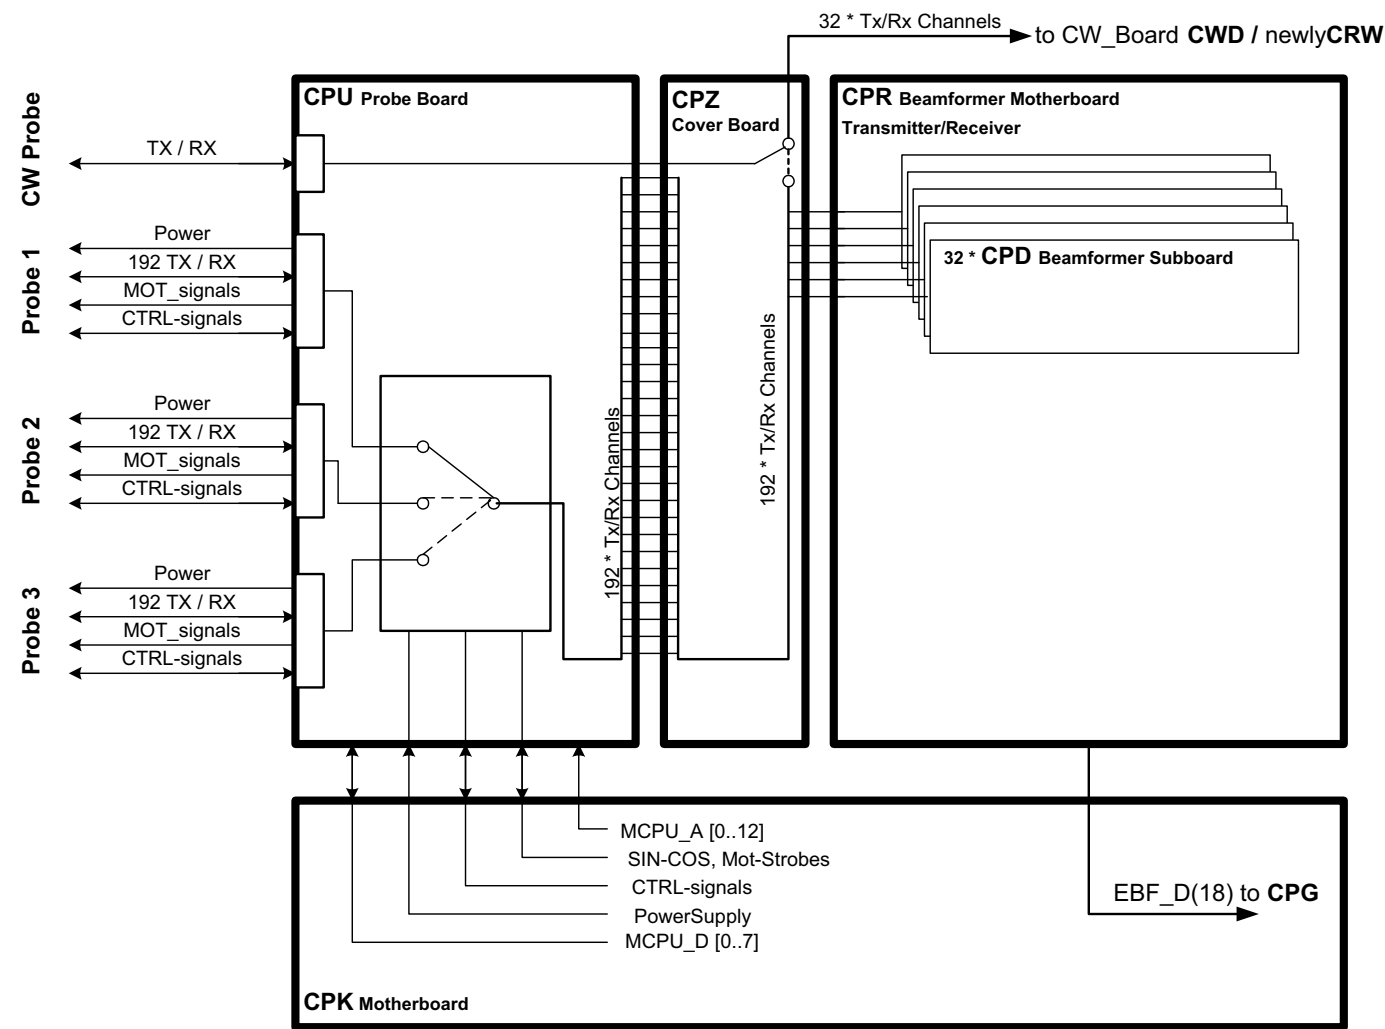 32 * Tx/Rx Channels
to CW_Board CWD / newlyCRW
CPU Probe Board
CPZ
Cover Board
CPR Beamformer Motherboard
Transmitter/Receiver
CW Probe
TX / RX
32 * CPD Beamformer Subboard
Probe 1
Power
192 TX / RX
MOT_signals
CTRL-signals
Probe 2
Power
192 TX / RX
MOT_signals
CTRL-signals
Probe 3
Power
192 TX / RX
MOT_signals
CTRL-signals
192 * Tx/Rx Channels
192 * Tx/Rx Channels
MCPU_A [0..12]
SIN-COS, Mot-Strobes
CTRL-signals
PowerSupply
MCPU_D [0..7]
EBF_D(18) to CPG
CPK Motherboard